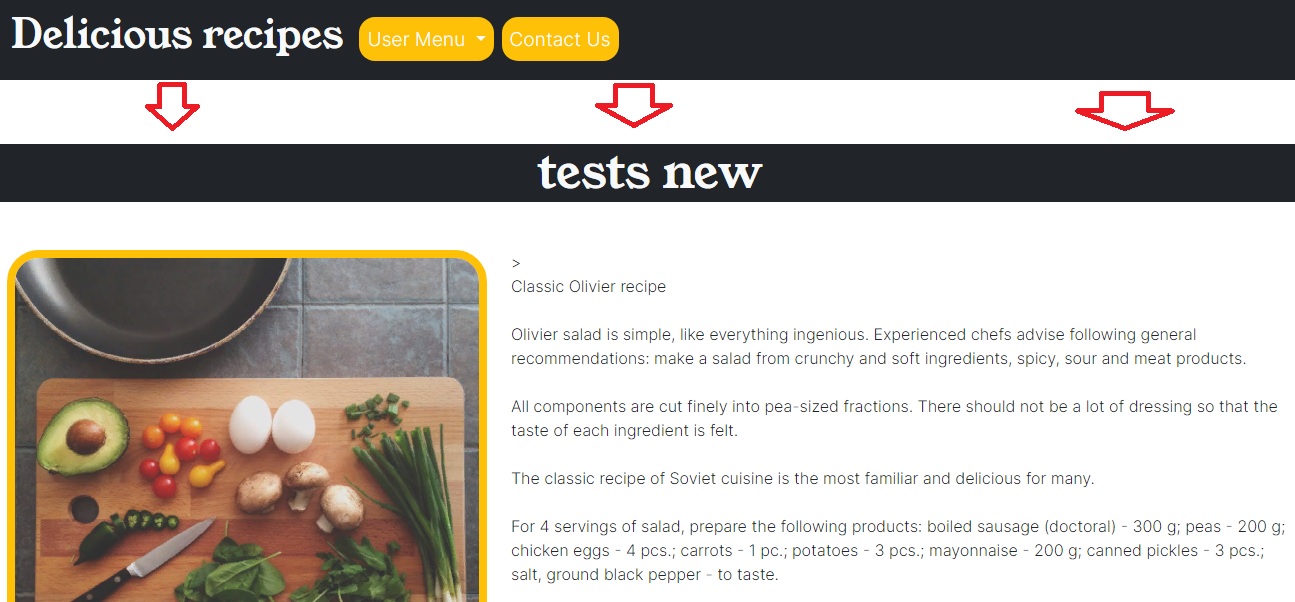 Delicious recipes User Menu Contact Us
tests new
>
Classic Olivier recipe
Olivier salad is simple, like everything ingenious. Experienced chefs advise following general
recommendations: make a salad from crunchy and soft ingredients, spicy, sour and meat products.
All components are cut finely into pea-sized fractions. There should not be a lot of dressing so that the
taste of each ingredient is felt.
The classic recipe of Soviet cuisine is the most familiar and delicious for many.
For 4 servings of salad, prepare the following products: boiled sausage (doctoral) - 300 g; peas - 200 g;
chicken eggs - 4 pcs.; carrots - 1 pc.; potatoes - 3 pcs.; mayonnaise - 200 g; canned pickles - 3 pcs.;
salt, ground black pepper - to taste.